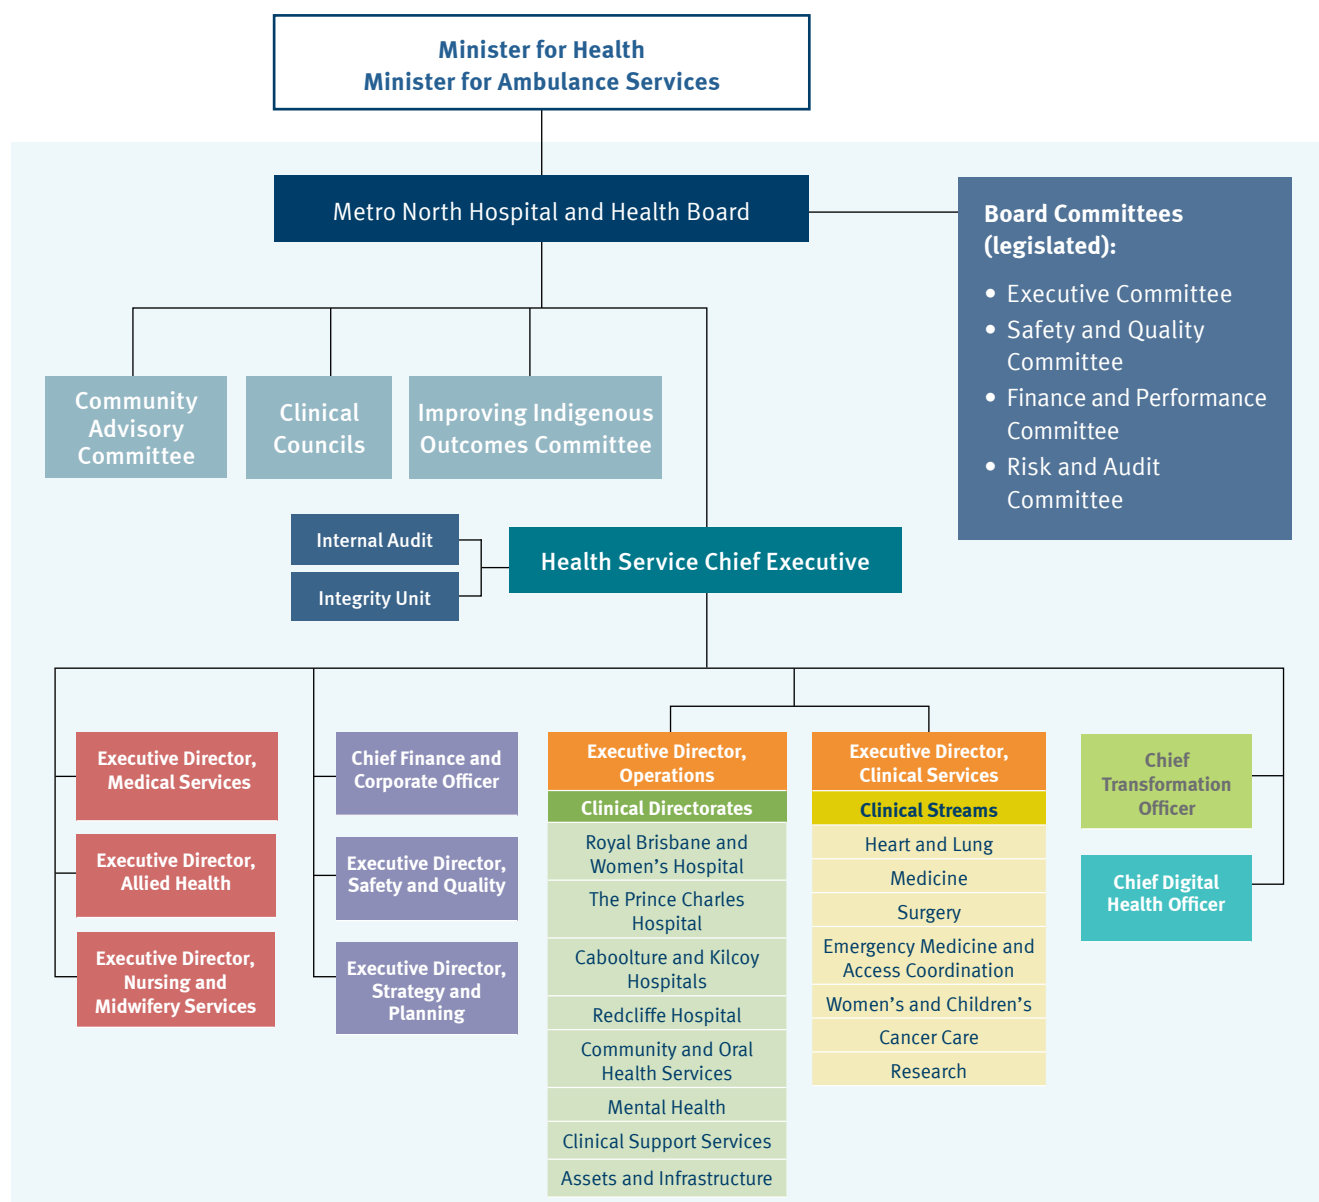 Minister for Health
Minister for Ambulance Services
Metro North Hospital and Health Board
Board Committees
(legislated):
• Executive Committee
• Safety and Quality
Committee
• Finance and Performance
Committee
• Risk and Audit
Committee
Community
Advisory
Committee
Clinical
Councils
Improving Indigenous
Outcomes Committee
Internal Audit
Integrity Unit
Health Service Chief Executive
Executive Director,
Medical Services
Executive Director,
Allied Health
Executive Director,
Nursing and
Midwifery Services
Chief Finance and
Corporate Officer
Executive Director,
Safety and Quality
Executive Director,
Strategy and
Planning
Executive Director,
Operations
Clinical Directorates
Royal Brisbane and
Women’s Hospital
The Prince Charles
Hospital
Caboolture and Kilcoy
Hospitals
Redcliffe Hospital
Community and Oral
Health Services
Mental Health
Clinical Support Services
Assets and Infrastructure
Executive Director,
Clinical Services
Clinical Streams
Heart and Lung
Medicine
Surgery
Emergency Medicine and
Access Coordination
Women’s and Children’s
Cancer Care
Research
Chief
Transformation
Officer
Chief Digital
Health Officer